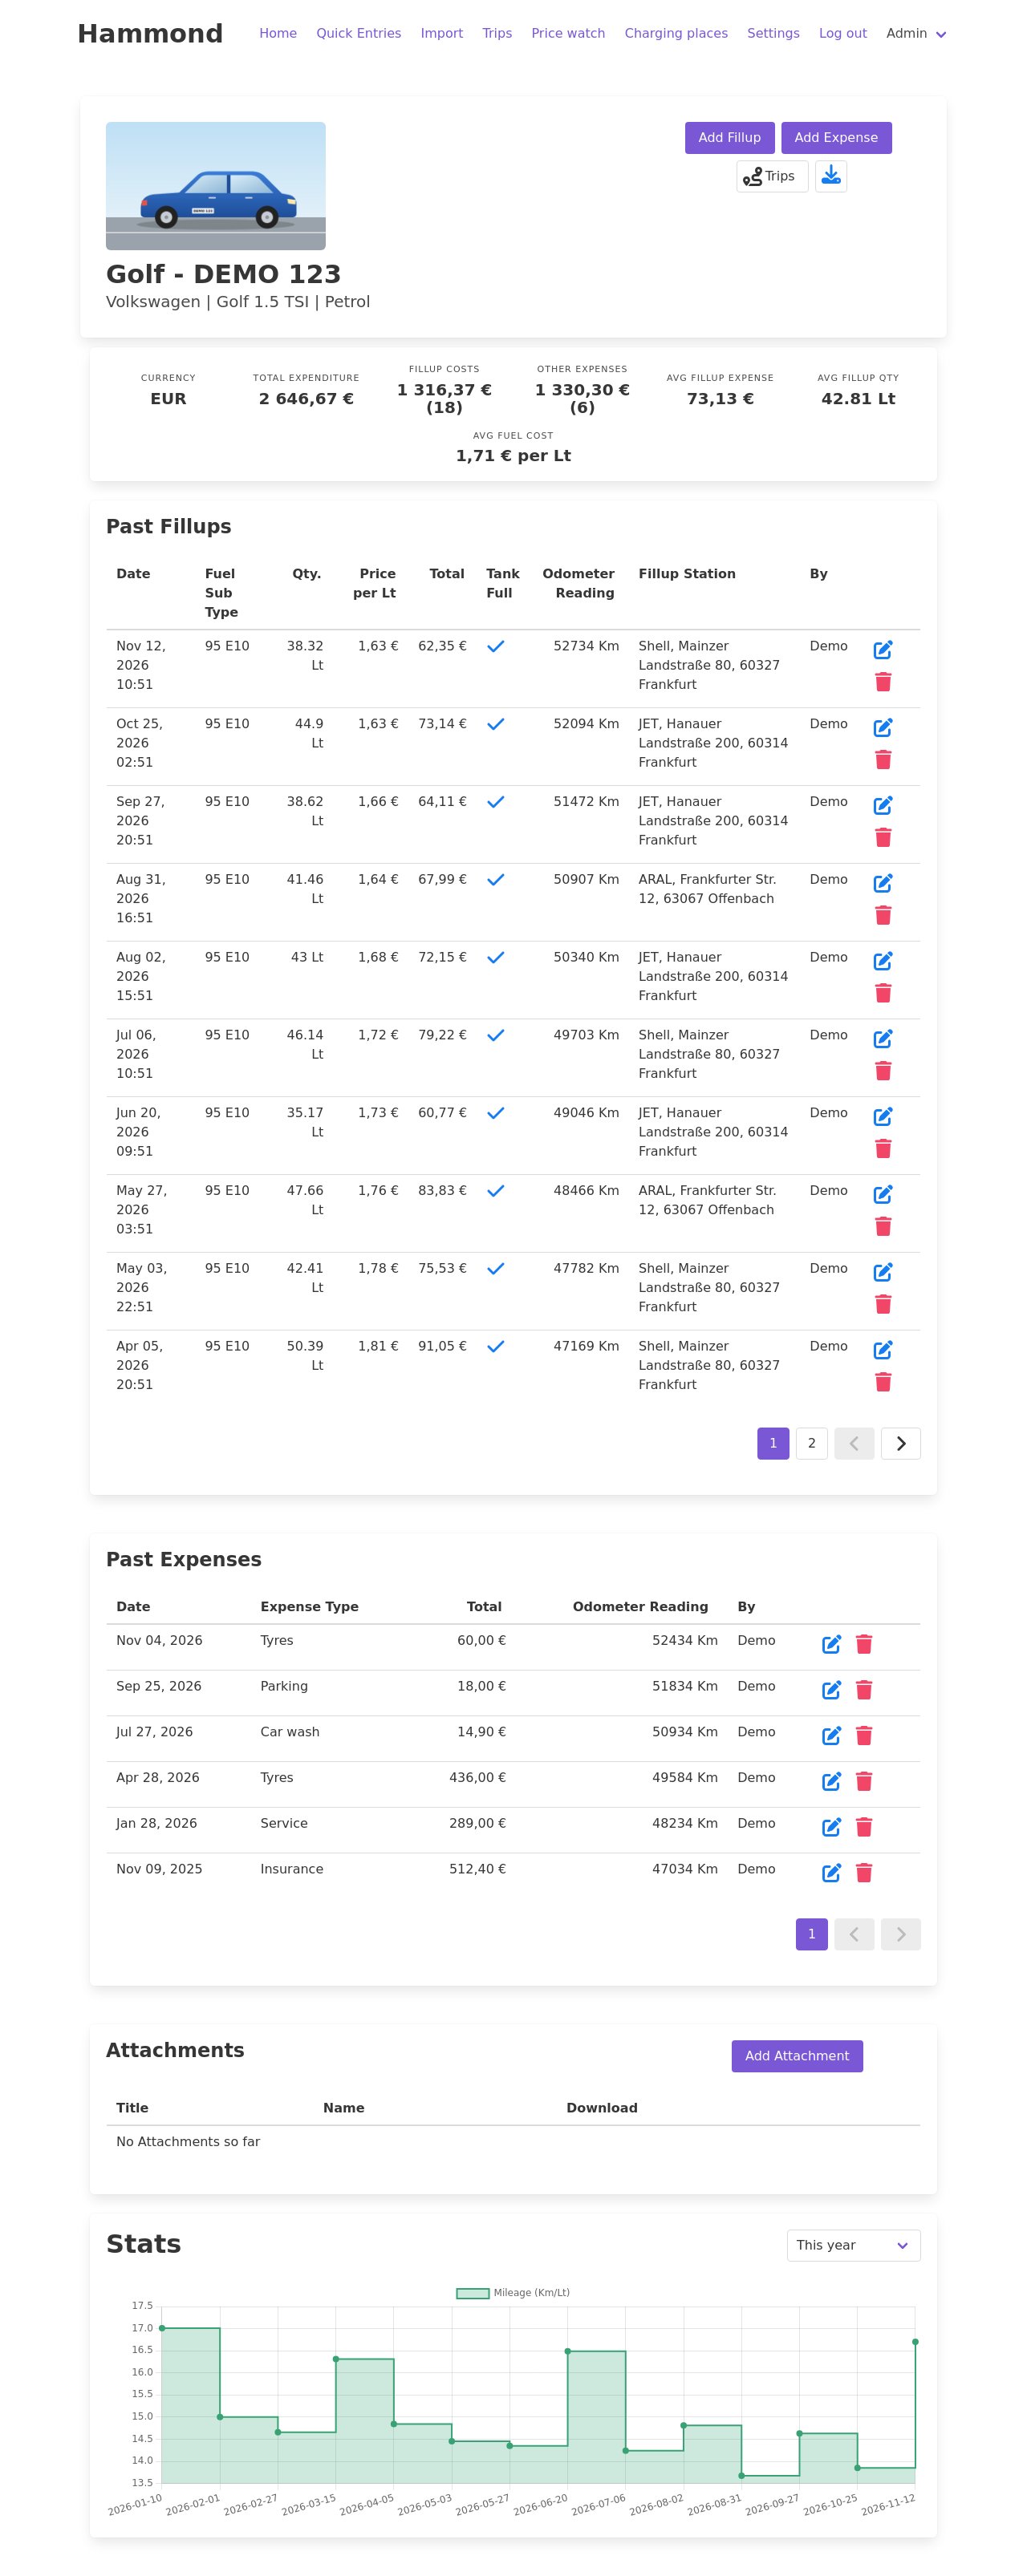 Hammond
Home Quick Entries Import Trips Price watch Charging places Settings Log out Admin
Add Fillup Add Expense
Trips
DEMO 123
Golf - DEMO 123
Volkswagen | Golf 1.5 TSI | Petrol
CURRENCY
EUR
TOTAL EXPENDITURE
2 646,67 €
FILLUP COSTS
1 316,37 €
(18)
OTHER EXPENSES
1 330,30 €
(6)
AVG FILLUP EXPENSE
73,13 €
AVG FILLUP QTY
42.81 Lt
AVG FUEL COST
1,71 € per Lt
Past Fillups
Date Fuel Qty. Price Total Tank Odometer Fillup Station By
Sub per Lt Full Reading
Type
Nov 12, 95 E10 38.32 1,63 € 62,35 € 52734 Km Shell, Mainzer Demo
2026 Lt Landstraße 80, 60327
10:51 Frankfurt
Oct 25, 95 E10 44.9 1,63 € 73,14 € 52094 Km JET, Hanauer Demo
2026 Lt Landstraße 200, 60314
02:51 Frankfurt
Sep 27, 95 E10 38.62 1,66 € 64,11 € 51472 Km JET, Hanauer Demo
2026 Lt Landstraße 200, 60314
20:51 Frankfurt
Aug 31, 95 E10 41.46 1,64 € 67,99 € 50907 Km ARAL, Frankfurter Str. Demo
2026 Lt 12, 63067 Offenbach
16:51
Aug 02, 95 E10 43 Lt 1,68 € 72,15 € 50340 Km JET, Hanauer Demo
2026 Landstraße 200, 60314
15:51 Frankfurt
Jul 06, 95 E10 46.14 1,72 € 79,22 € 49703 Km Shell, Mainzer Demo
2026 Lt Landstraße 80, 60327
10:51 Frankfurt
Jun 20, 95 E10 35.17 1,73 € 60,77 € 49046 Km JET, Hanauer Demo
2026 Lt Landstraße 200, 60314
09:51 Frankfurt
May 27, 95 E10 47.66 1,76 € 83,83 € 48466 Km ARAL, Frankfurter Str. Demo
2026 Lt 12, 63067 Offenbach
03:51
May 03, 95 E10 42.41 1,78 € 75,53 € 47782 Km Shell, Mainzer Demo
2026 Lt Landstraße 80, 60327
22:51 Frankfurt
Apr 05, 95 E10 50.39 1,81 € 91,05 € 47169 Km Shell, Mainzer Demo
2026 Lt Landstraße 80, 60327
20:51 Frankfurt
1 2
Past Expenses
Date Expense Type Total Odometer Reading By
Nov 04, 2026 Tyres 60,00 € 52434 Km Demo
Sep 25, 2026 Parking 18,00 € 51834 Km Demo
Jul 27, 2026 Car wash 14,90 € 50934 Km Demo
Apr 28, 2026 Tyres 436,00 € 49584 Km Demo
Jan 28, 2026 Service 289,00 € 48234 Km Demo
Nov 09, 2025 Insurance 512,40 € 47034 Km Demo
1
Attachments
Add Attachment
Title Name Download
No Attachments so far
Stats
This year
Mileage (Km/Lt)
17.5
17.0
16.5
16.0
15.5
15.0
14.5
14.0
13.5
2026-01-10 2026-02-01 2026-02-27 2026-03-15 2026-04-05 2026-05-03 2026-05-27 2026-06-20 2026-07-06 2026-08-02 2026-08-31 2026-09-27 2026-10-25 2026-11-12